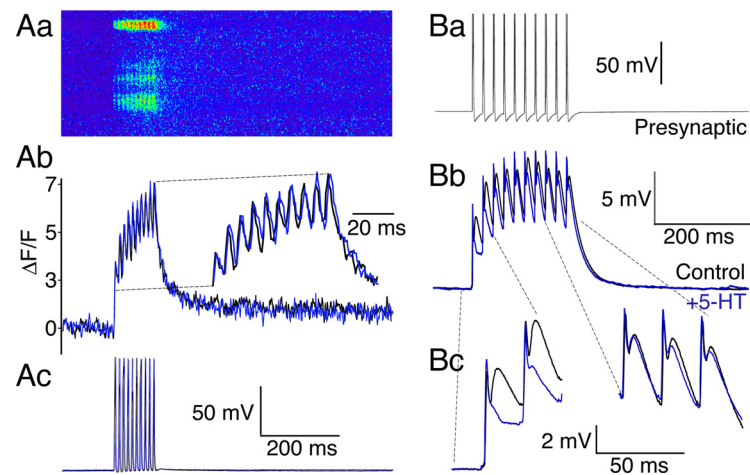 Aa
Ba
50 mV
Presynaptic
Ab
7
5
3
0
ΔF/F
20 ms
Bb
5 mV
200 ms
Control
+5-HT
Ac
50 mV
200 ms
Bc
2 mV
50 ms